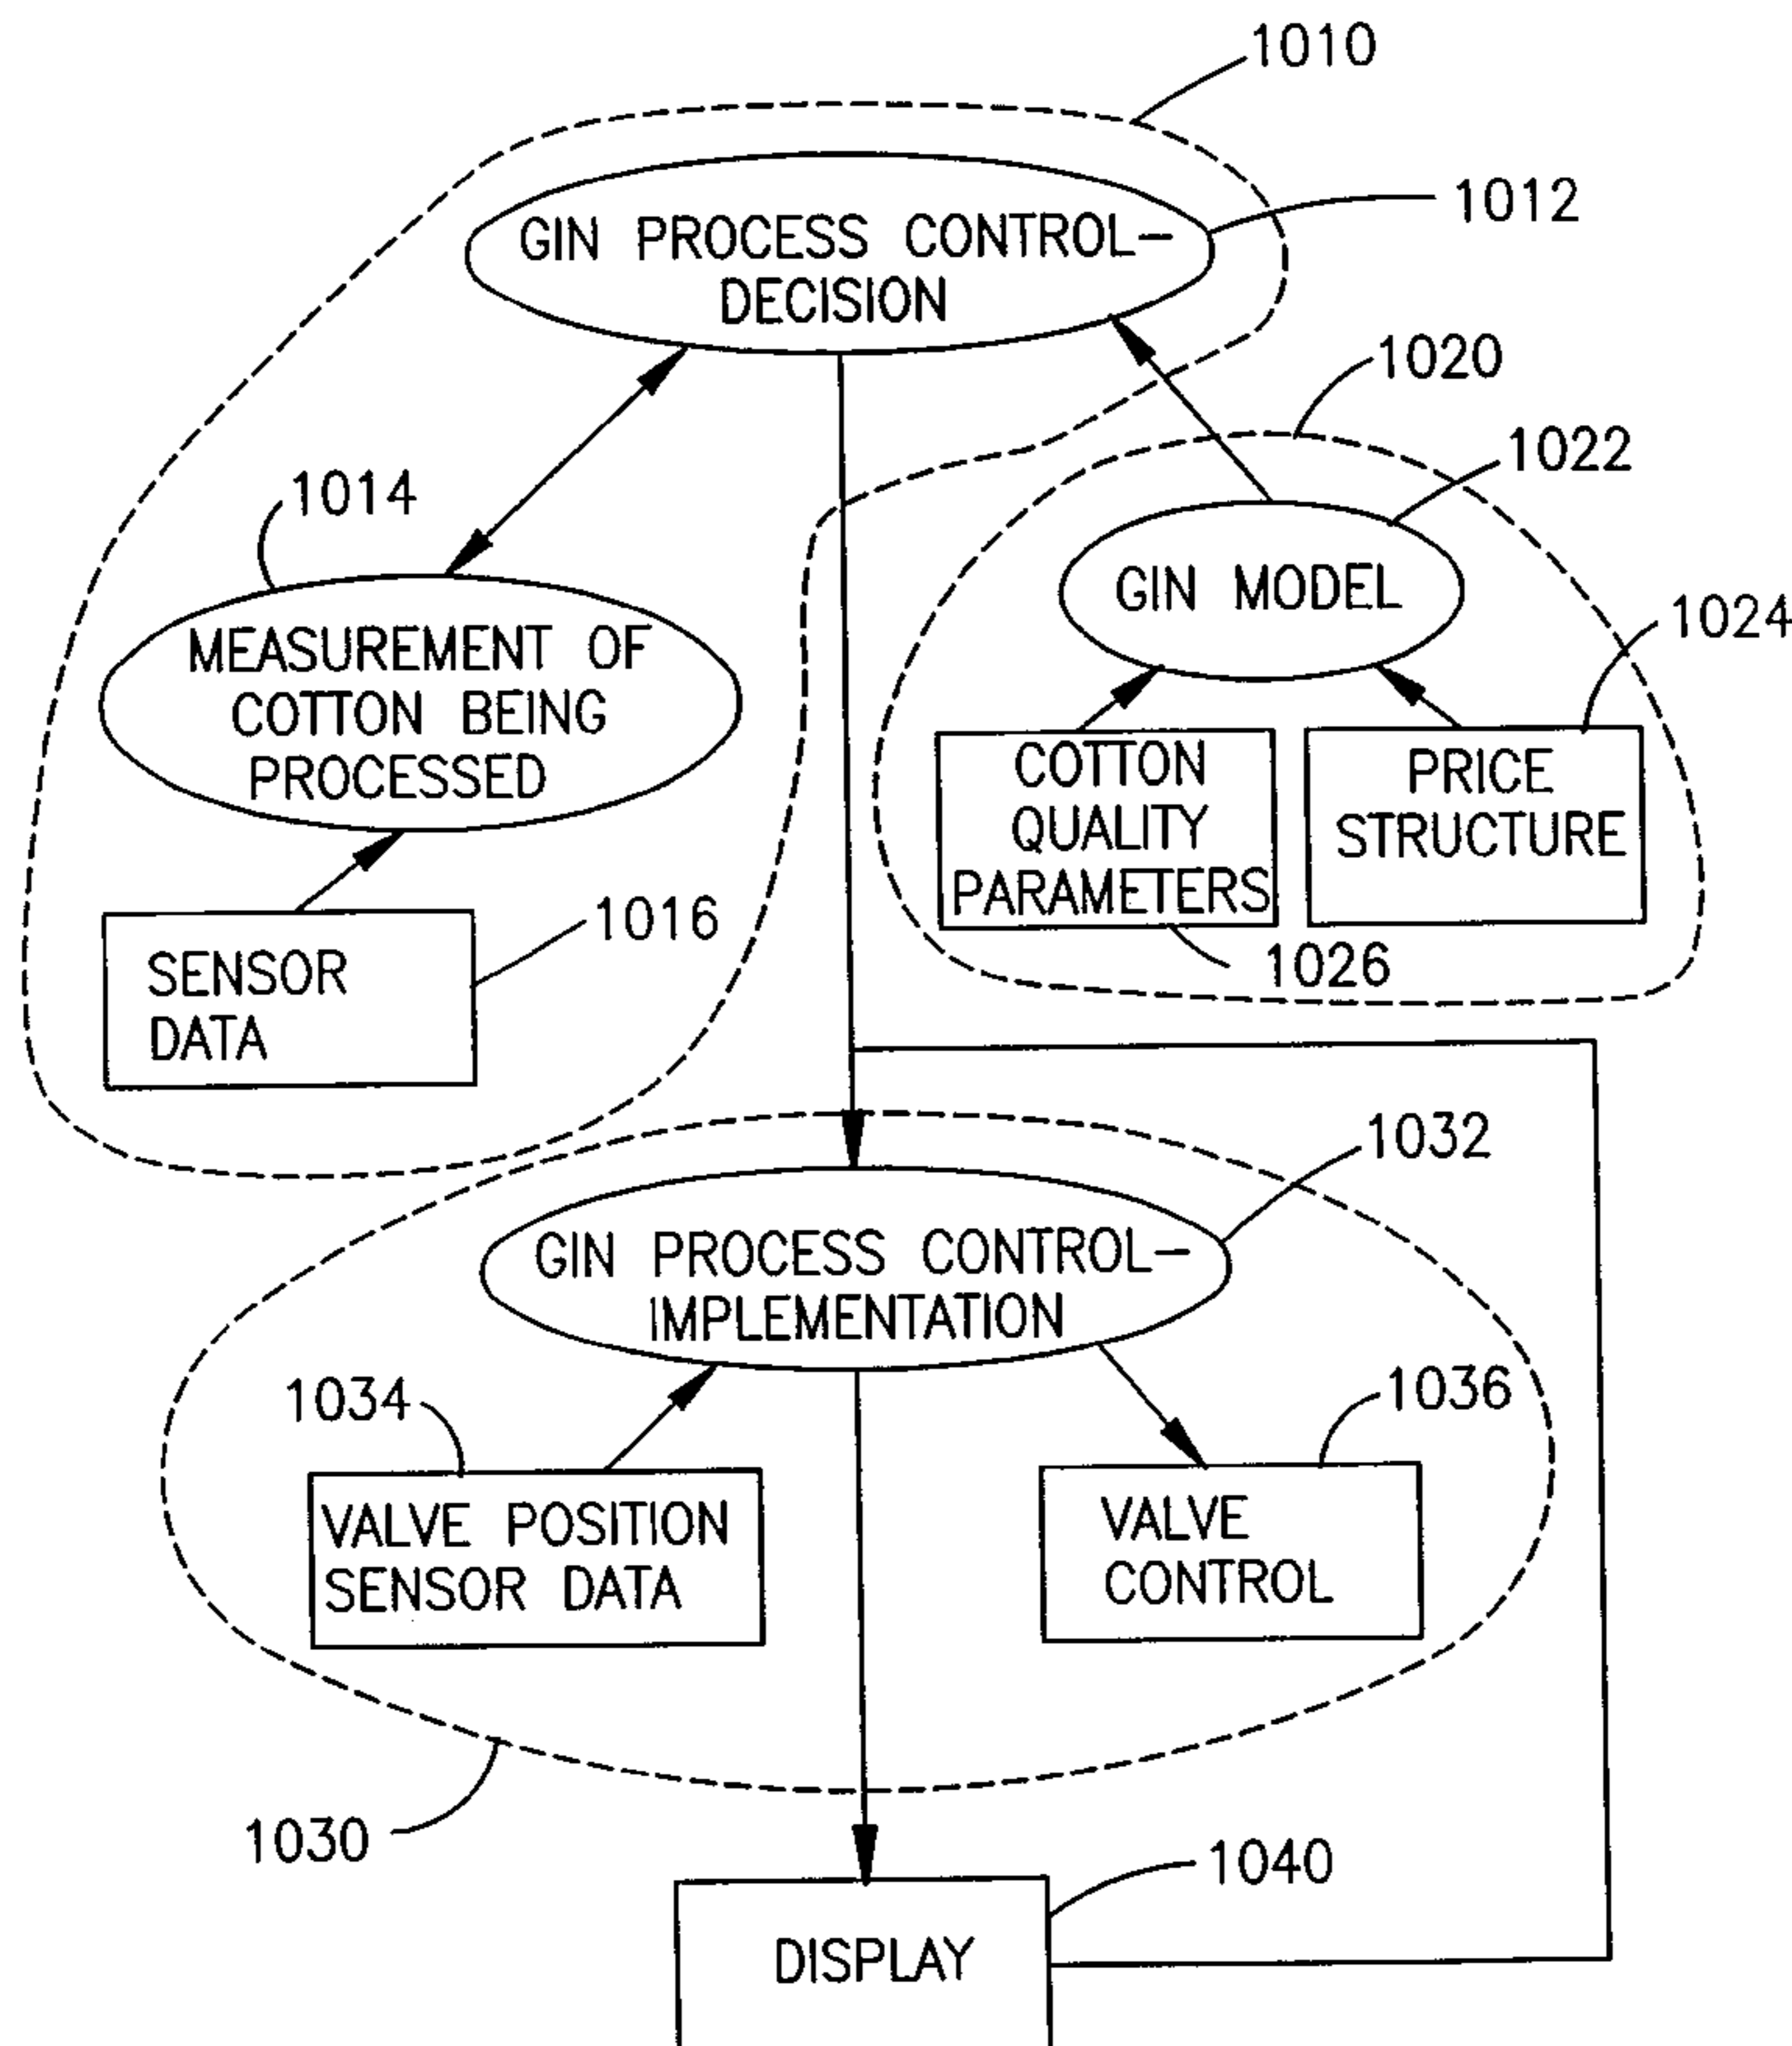 1010
1012
GIN PROCESS CONTROL-
DECISION
1020
1022
1014
GIN MODEL
1024
MEASUREMENT OF
COTTON BEING
PROCESSED
COTTON
QUALITY
PARAMETERS
PRICE
STRUCTURE
1016
1026
SENSOR
DATA
1032
GIN PROCESS CONTROL-
IMPLEMENTATION
1034
1036
VALVE POSITION
SENSOR DATA
VALVE
CONTROL
1030
1040
DISPLAY